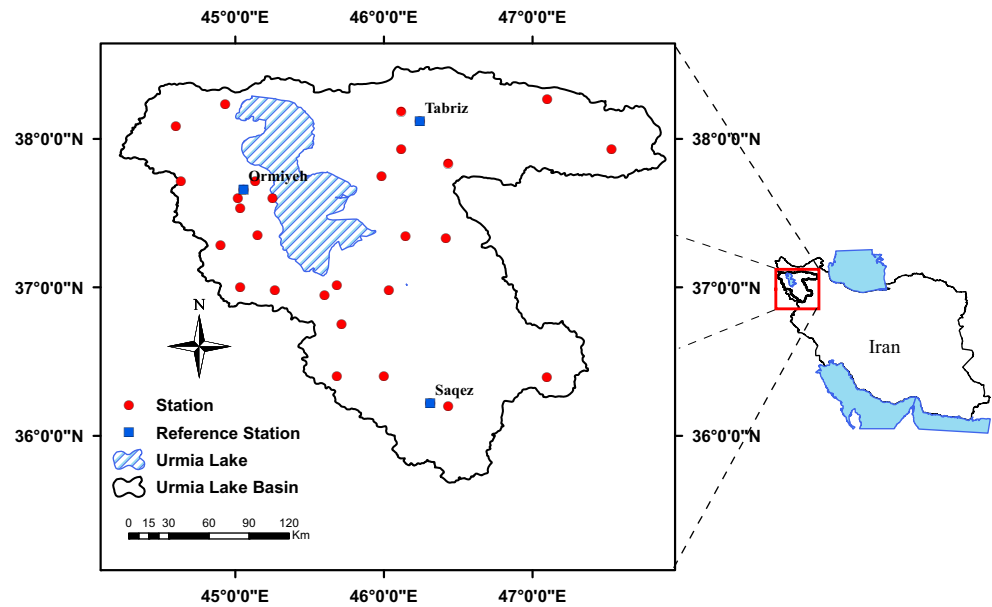 45°0'0"E 46°0'0"E 47°0'0"E
38°0'0"N
37°0'0"N
36°0'0"N
Tabriz
Ormiyeh
Saqez
N
Station
Reference Station
Urmia Lake
Urmia Lake Basin
0 15 30 60 90 120
Km
38°0'0"N
37°0'0"N
36°0'0"N
Iran
45°0'0"E 46°0'0"E 47°0'0"E